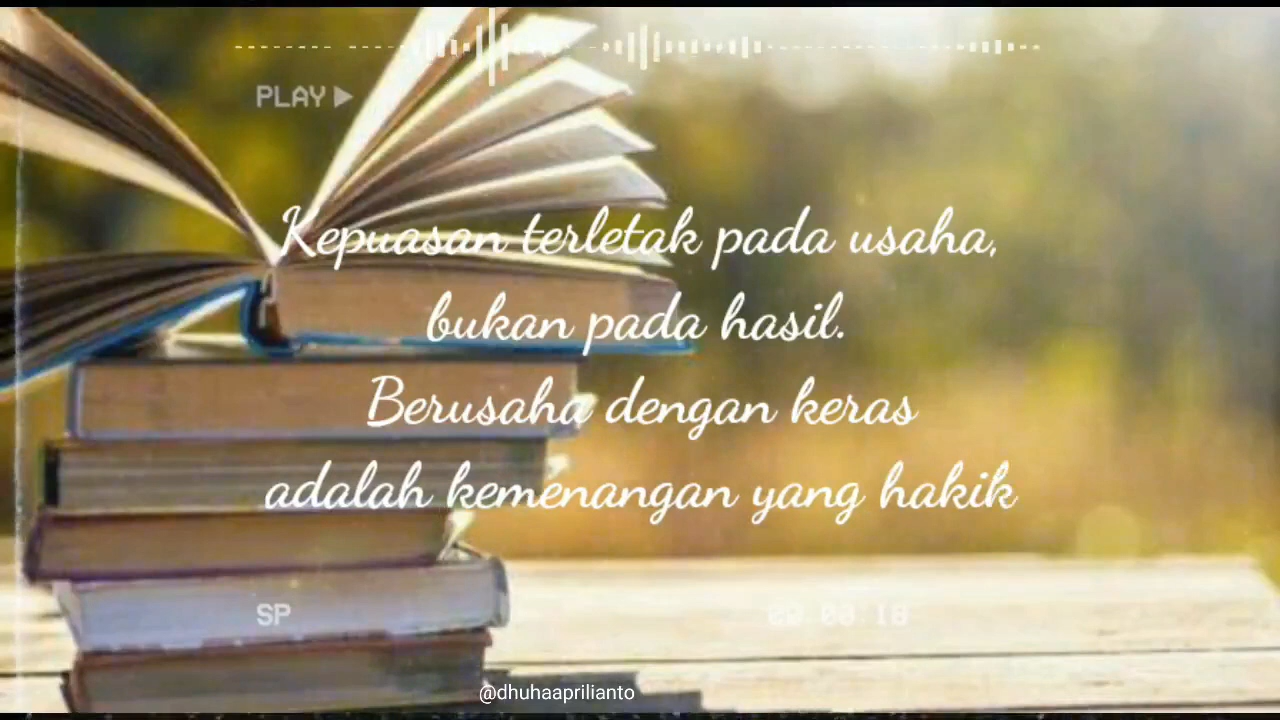 PLAY
Kepuasan terletak pada usaha,
bukan pada hasil.
Berusaha dengan keras
adalah kemenangan yang hakik
SP
@dhuhaaprilianto